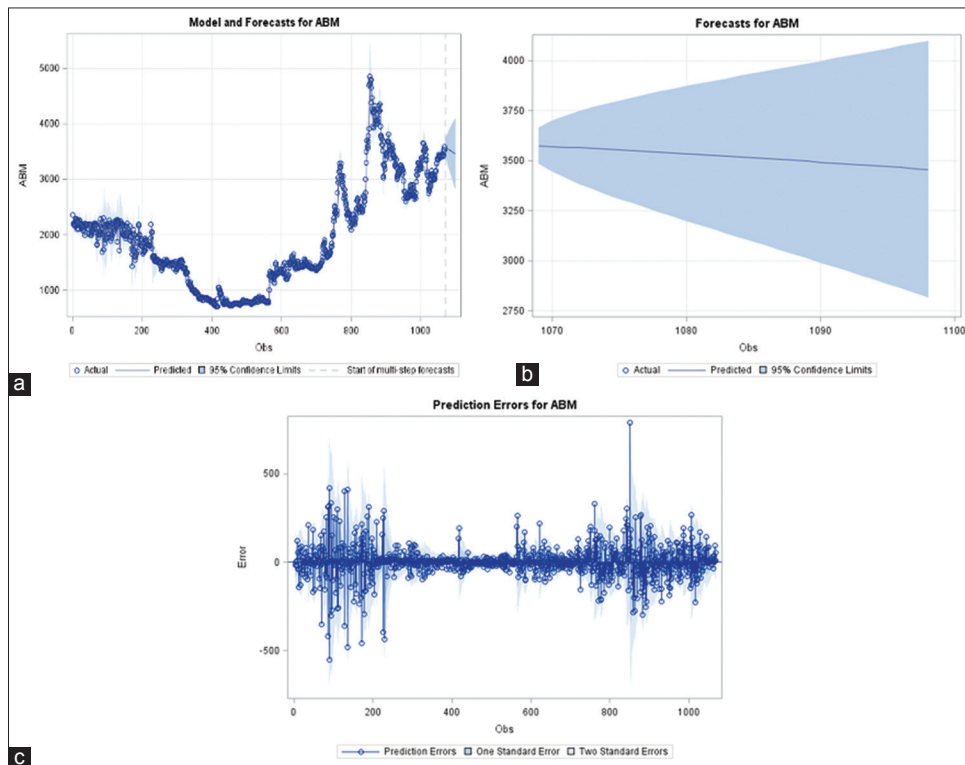 Model and Forecasts for ABM
5000
4000
3000
2000
1000
ABM
0 200 400 600 800 1000
Obs
Actual Predicted 95% Confidence Limits Start of multi-step forecasts
a
Forecasts for ABM
4000
3750
3500
3250
3000
2750
ABM
1070 1080 1090 1100
Obs
Actual Predicted 95% Confidence Limits
b
Prediction Errors for ABM
500
0
-500
Error
0 200 400 600 800 1000
Obs
Prediction Errors One Standard Error Two Standard Errors
c